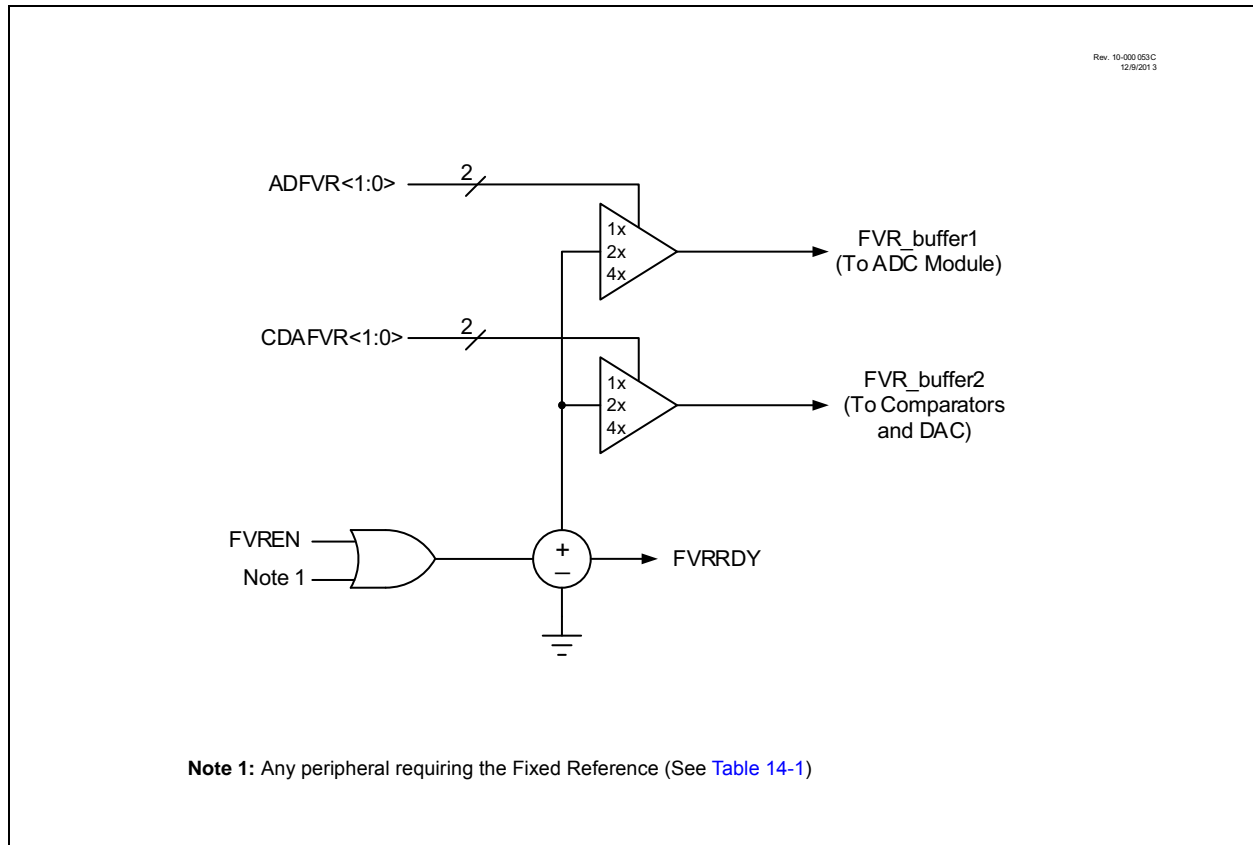 Rev. 10-000 053C
12/9/201 3
ADFVR<1:0>
2
1x
2x
4x
FVR_buffer1
(To ADC Module)
CDAFVR<1:0>
2
1x
2x
4x
FVR_buffer2
(To Comparators
and DAC)
FVREN
Note 1
+
_
FVRRDY
Note 1: Any peripheral requiring the Fixed Reference (See Table 14-1)